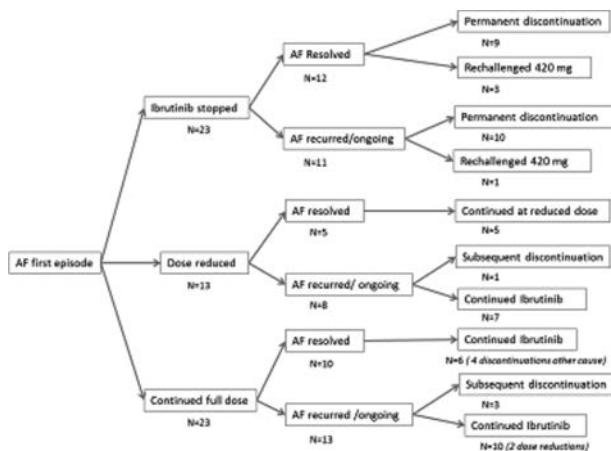 Permanent discontinuation
N=9
AF Resolved
N=12
Rechallenged 420 mg
N=3
Ibrutinib stopped
N=23
Permanent discontinuation
N=10
AF recurred/ongoing
N=11
Rechallenged 420 mg
N=1
AF first episode
AF resolved
N=5
Continued at reduced dose
N=5
Dose reduced
N=13
Subsequent discontinuation
N=1
AF recurred/ ongoing
N=8
Continued Ibrutinib
N=7
AF resolved
N=10
Continued Ibrutinib
N=6 ( 4 discontinuations other cause)
Continued full dose
N=23
Subsequent discontinuation
N=3
AF recurred /ongoing
N=13
Continued Ibrutinib
N=10 (2 dose reductions)